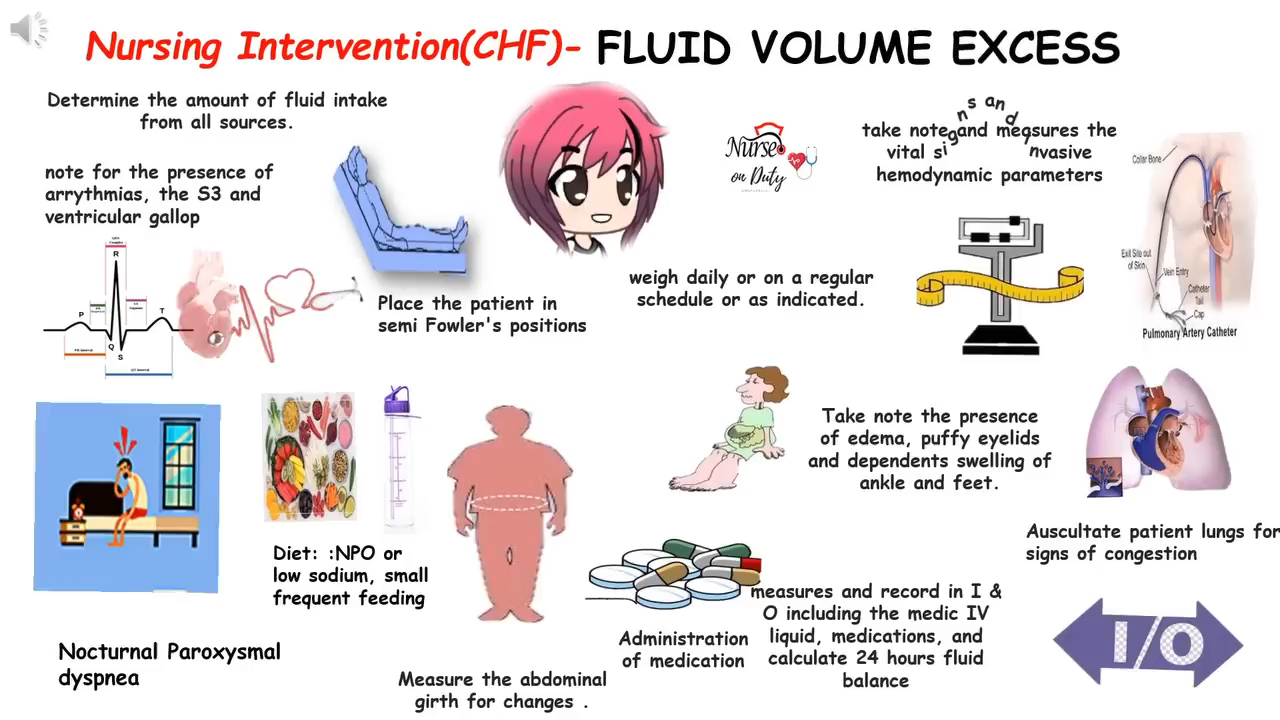 Nursing Intervention(CHF)- FLUID VOLUME EXCESS
Determine the amount of fluid intake
from all sources.
note for the presence of
arrythmias, the S3 and
ventricular gallop
R
P
T
Q
S
Place the patient in
semi Fowler's positions
Nurse
on Duty
weigh daily or on a regular
schedule or as indicated.
signs and
take note and measures the
vital invasive
hemodynamic parameters
Collar Bone
Exit Site out
of Skin
Vein Entry
Catheter
Tail
Cap
Pulmonary Artery Catheter
Take note the presence
of edema, puffy eyelids
and dependents swelling of
ankle and feet.
Auscultate patient lungs for
signs of congestion
Diet: :NPO or
low sodium, small
frequent feeding
Nocturnal Paroxysmal
dyspnea
Measure the abdominal
girth for changes .
Administration
of medication
measures and record in I &
O including the medic IV
liquid, medications, and
calculate 24 hours fluid
balance
I/O